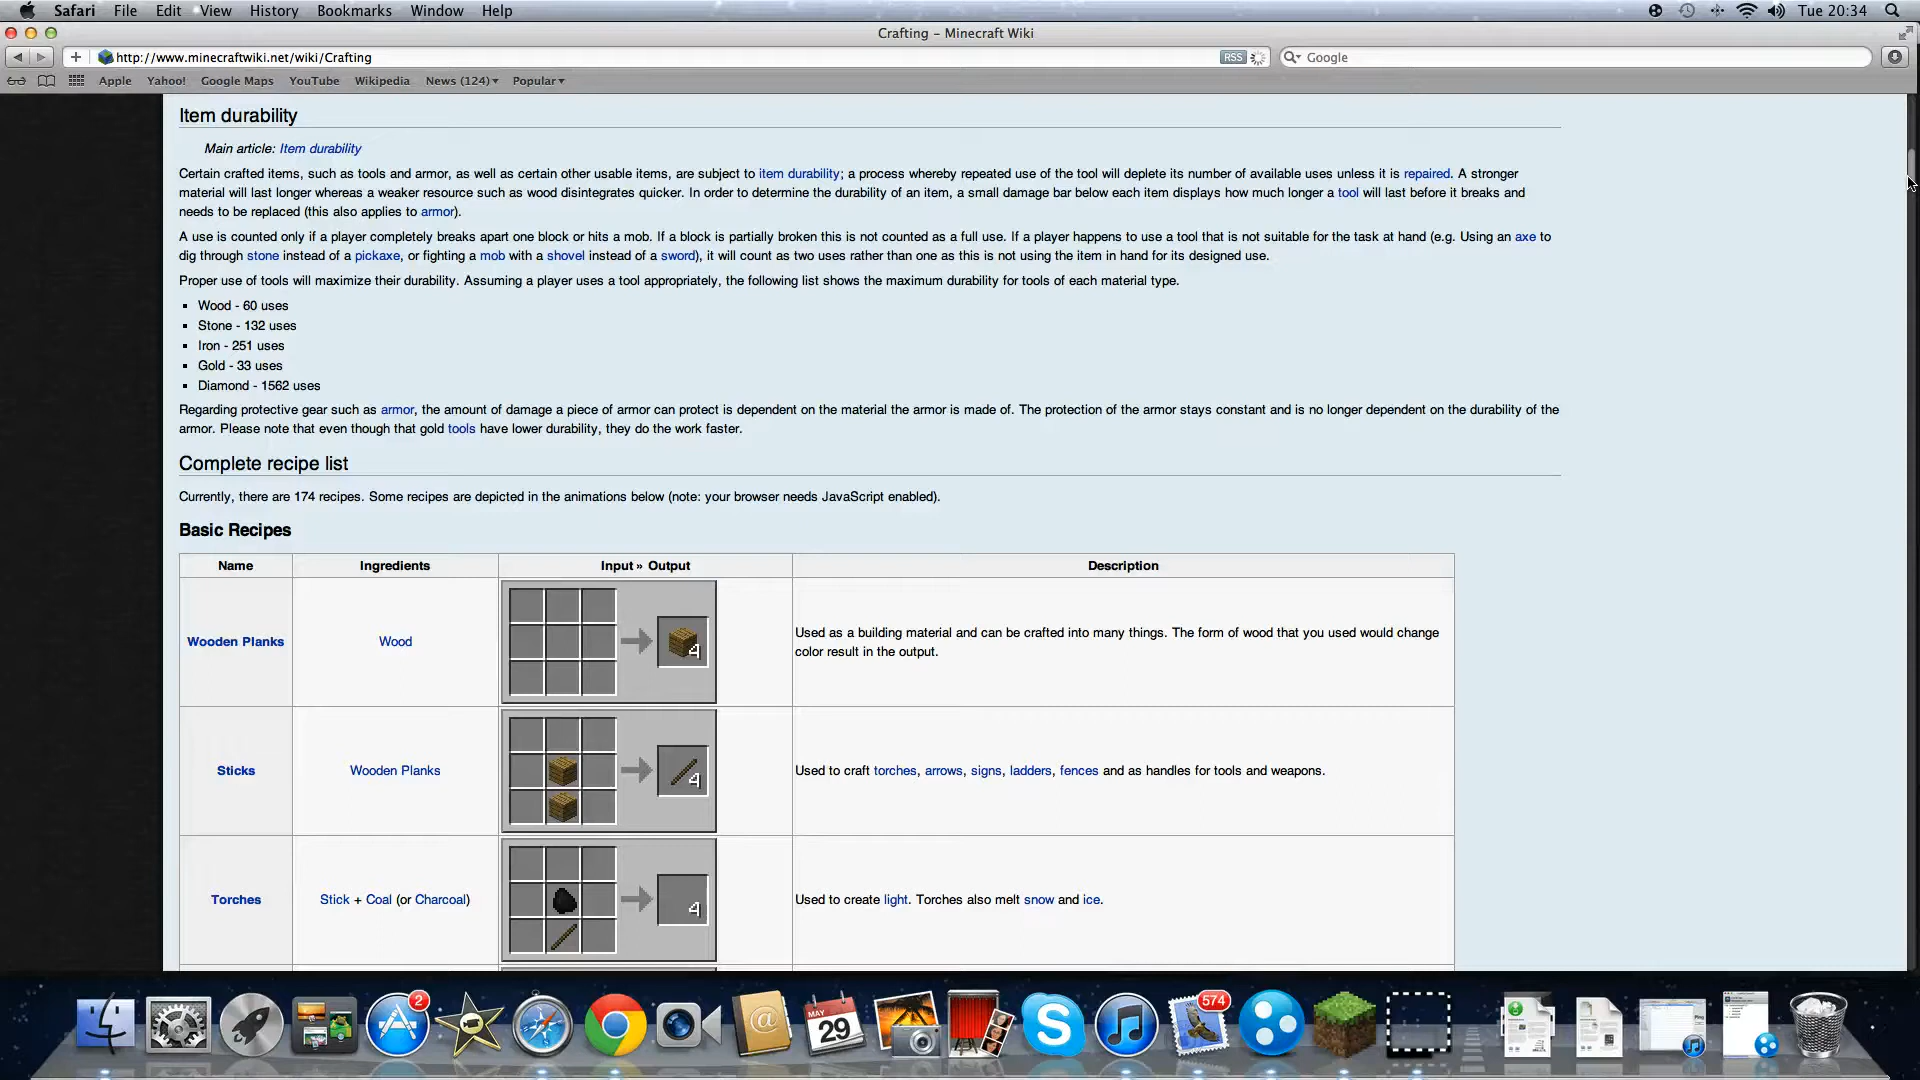 Safari File Edit View History Bookmarks Window Help Tue 20:34
Crafting – Minecraft Wiki
http://www.minecraftwiki.net/wiki/Crafting RSS Google
Apple Yahoo! Google Maps YouTube Wikipedia News (124)▾ Popular▾
Item durability
Main article: Item durability
Certain crafted items, such as tools and armor, as well as certain other usable items, are subject to item durability; a process whereby repeated use of the tool will deplete its number of available uses unless it is repaired. A stronger
material will last longer whereas a weaker resource such as wood disintegrates quicker. In order to determine the durability of an item, a small damage bar below each item displays how much longer a tool will last before it breaks and
needs to be replaced (this also applies to armor).
A use is counted only if a player completely breaks apart one block or hits a mob. If a block is partially broken this is not counted as a full use. If a player happens to use a tool that is not suitable for the task at hand (e.g. Using an axe to
dig through stone instead of a pickaxe, or fighting a mob with a shovel instead of a sword), it will count as two uses rather than one as this is not using the item in hand for its designed use.
Proper use of tools will maximize their durability. Assuming a player uses a tool appropriately, the following list shows the maximum durability for tools of each material type.
▪ Wood - 60 uses
▪ Stone - 132 uses
▪ Iron - 251 uses
▪ Gold - 33 uses
▪ Diamond - 1562 uses
Regarding protective gear such as armor, the amount of damage a piece of armor can protect is dependent on the material the armor is made of. The protection of the armor stays constant and is no longer dependent on the durability of the
armor. Please note that even though that gold tools have lower durability, they do the work faster.
Complete recipe list
Currently, there are 174 recipes. Some recipes are depicted in the animations below (note: your browser needs JavaScript enabled).
Basic Recipes
Name Ingredients Input » Output Description
Wooden Planks Wood 4 Used as a building material and can be crafted into many things. The form of wood that you used would change
color result in the output.
Sticks Wooden Planks 4 Used to craft torches, arrows, signs, ladders, fences and as handles for tools and weapons.
Torches Stick + Coal (or Charcoal) 4 Used to create light. Torches also melt snow and ice.
2 MAY 29 574